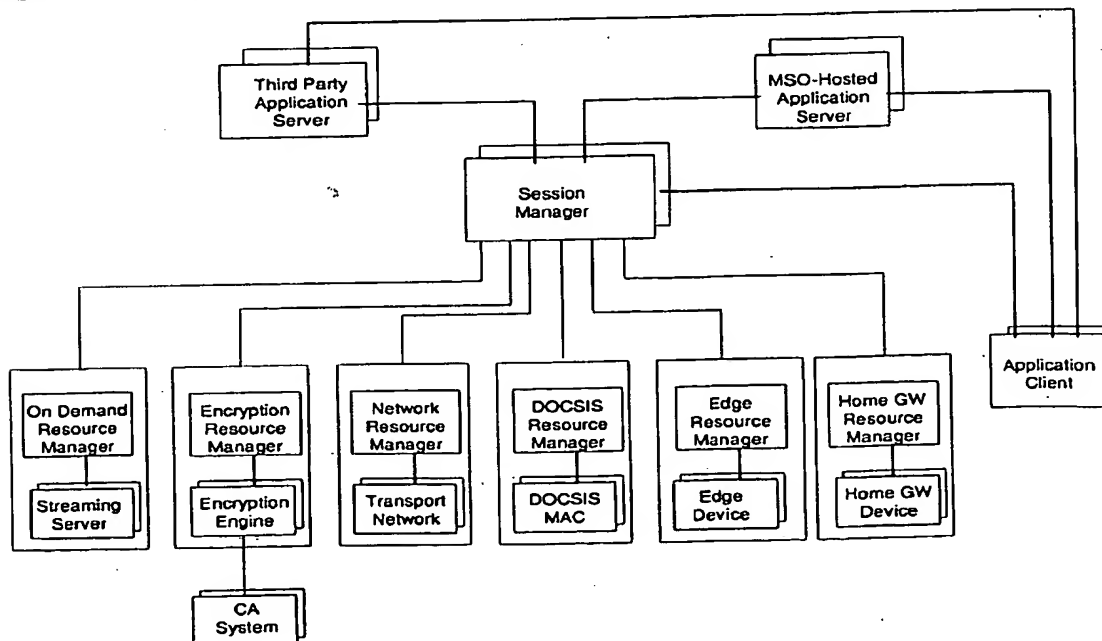 Third Party
Application
Server
MSO-Hosted
Application
Server
Session
Manager
Application
Client
On Demand
Resource
Manager
Streaming
Server
Encryption
Resource
Manager
Encryption
Engine
Network
Resource
Manager
Transport
Network
DOCSIS
Resource
Manager
DOCSIS
MAC
Edge
Resource
Manager
Edge
Device
Home GW
Resource
Manager
Home GW
Device
CA
System